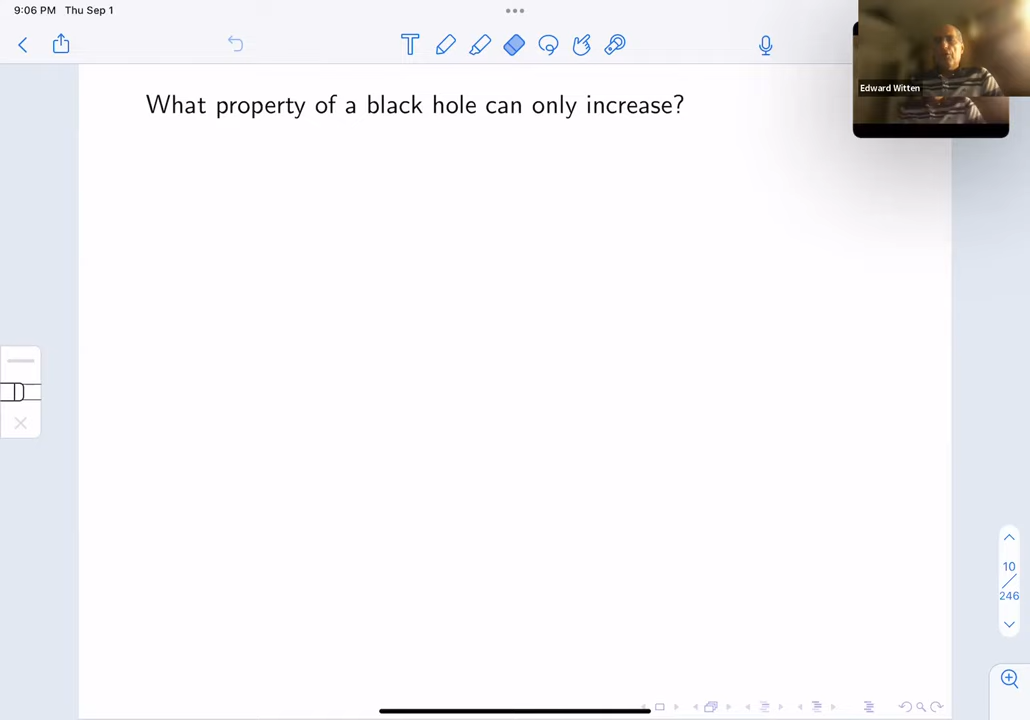 9:06 PM Thu Sep 1
T
Edward Witten
What property of a black hole can only increase?
10
246